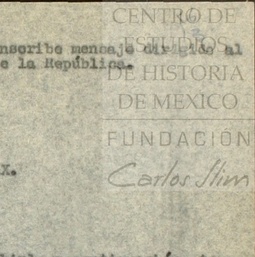 CENTRO DE
ESTUDIOS
DE HISTORIA
DE MEXICO
FUNDACIÓN
Carlos Slim
nscribe mensaje dirigido al
e la República.
x.